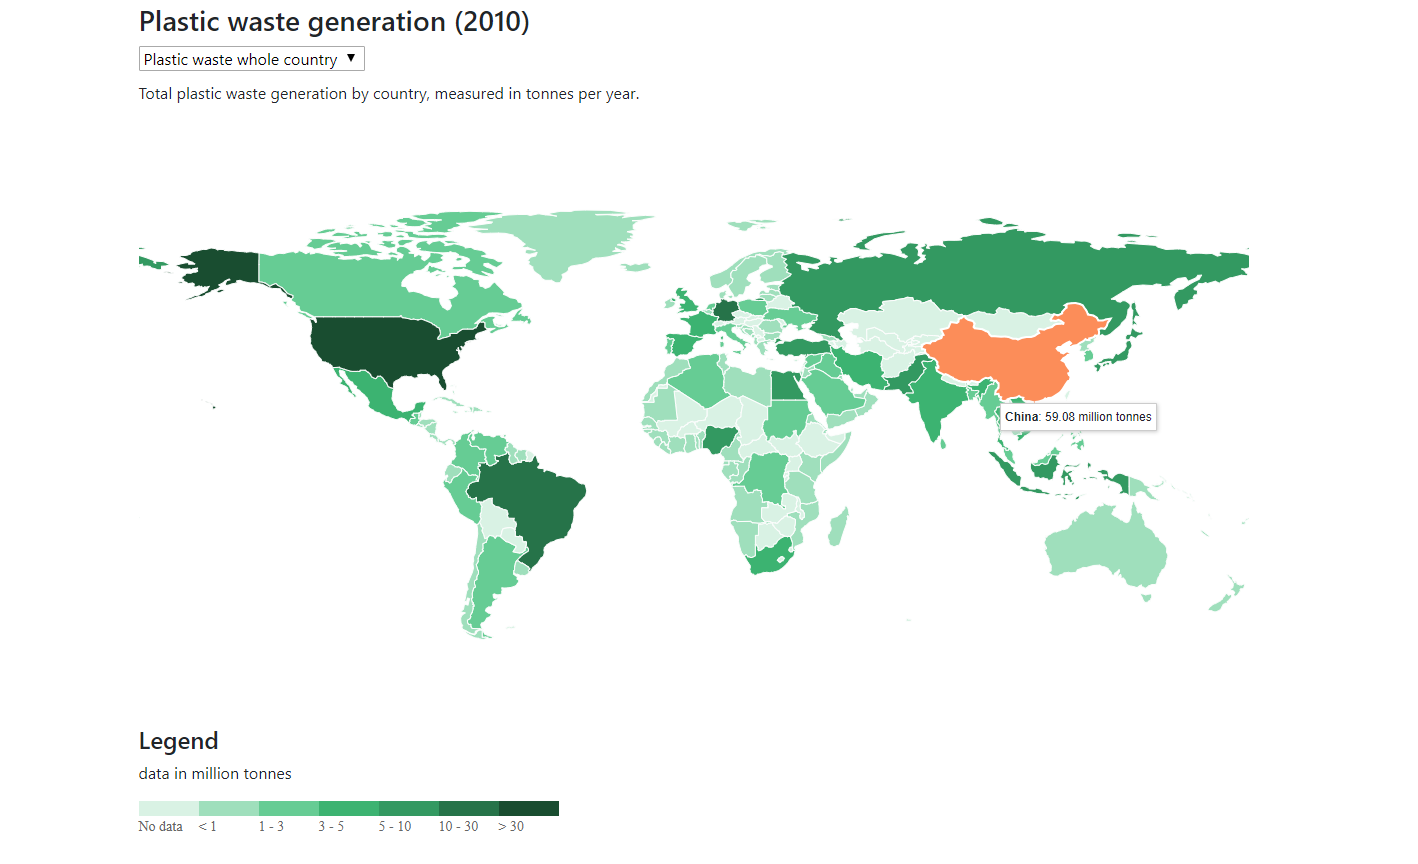 Plastic waste generation (2010)
Plastic waste whole country ▼
Total plastic waste generation by country, measured in tonnes per year.
China: 59.08 million tonnes
Legend
data in million tonnes
No data < 1 1 - 3 3 - 5 5 - 10 10 - 30 > 30